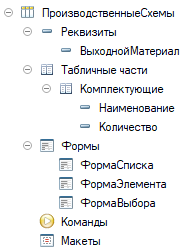 ПроизводственныеСхемы
Реквизиты
ВыходнойМатериал
Табличные части
Комплектующие
Наименование
Количество
Формы
ФормаСписка
ФормаЭлемента
ФормаВыбора
Команды
Макеты